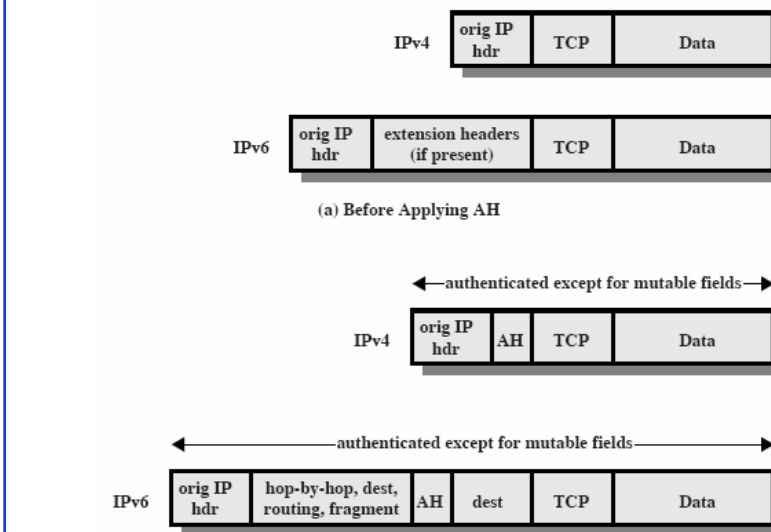 IPv4 orig IP hdr TCP Data
IPv6 orig IP hdr extension headers (if present) TCP Data
(a) Before Applying AH
authenticated except for mutable fields
IPv4 orig IP hdr AH TCP Data
authenticated except for mutable fields
IPv6 orig IP hdr hop-by-hop, dest, routing, fragment AH dest TCP Data